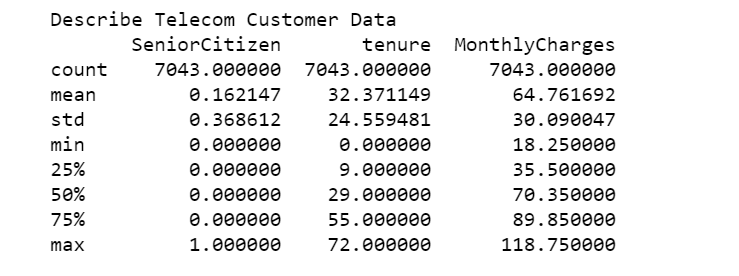 Describe Telecom Customer Data
SeniorCitizen tenure MonthlyCharges
count 7043.000000 7043.000000 7043.000000
mean 0.162147 32.371149 64.761692
std 0.368612 24.559481 30.090047
min 0.000000 0.000000 18.250000
25% 0.000000 9.000000 35.500000
50% 0.000000 29.000000 70.350000
75% 0.000000 55.000000 89.850000
max 1.000000 72.000000 118.750000